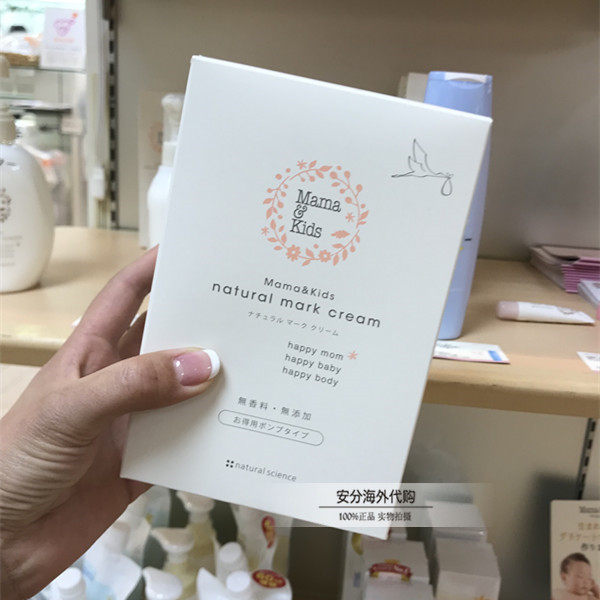 Mama
&
Kids
Mama&Kids
natural mark cream
ナチュラル マーク クリーム
happy mom
happy baby
happy body
無香料・無添加
お得用ポンプタイプ
natural science
安分海外代购
100%正品 实物拍摄